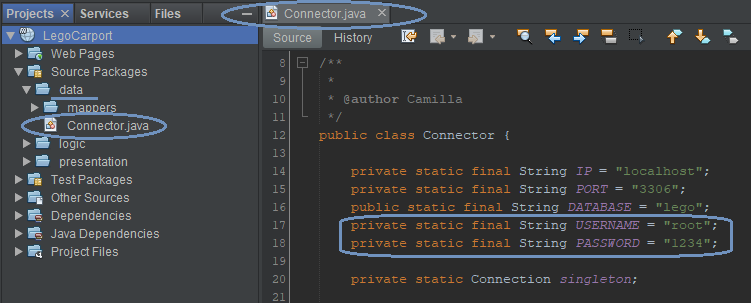 Projects × Services Files
LegoCarport
Web Pages
Source Packages
data
mappers
Connector.java
logic
presentation
Test Packages
Other Sources
Dependencies
Java Dependencies
Project Files
Connector.java ×
Source History
8 /**
9 *
10 * @author Camilla
11 */
12 public class Connector {
13
14 private static final String IP = "localhost";
15 private static final String PORT = "3306";
16 public static final String DATABASE = "lego";
17 private static final String USERNAME = "root";
18 private static final String PASSWORD = "1234";
19
20 private static Connection singleton;
21